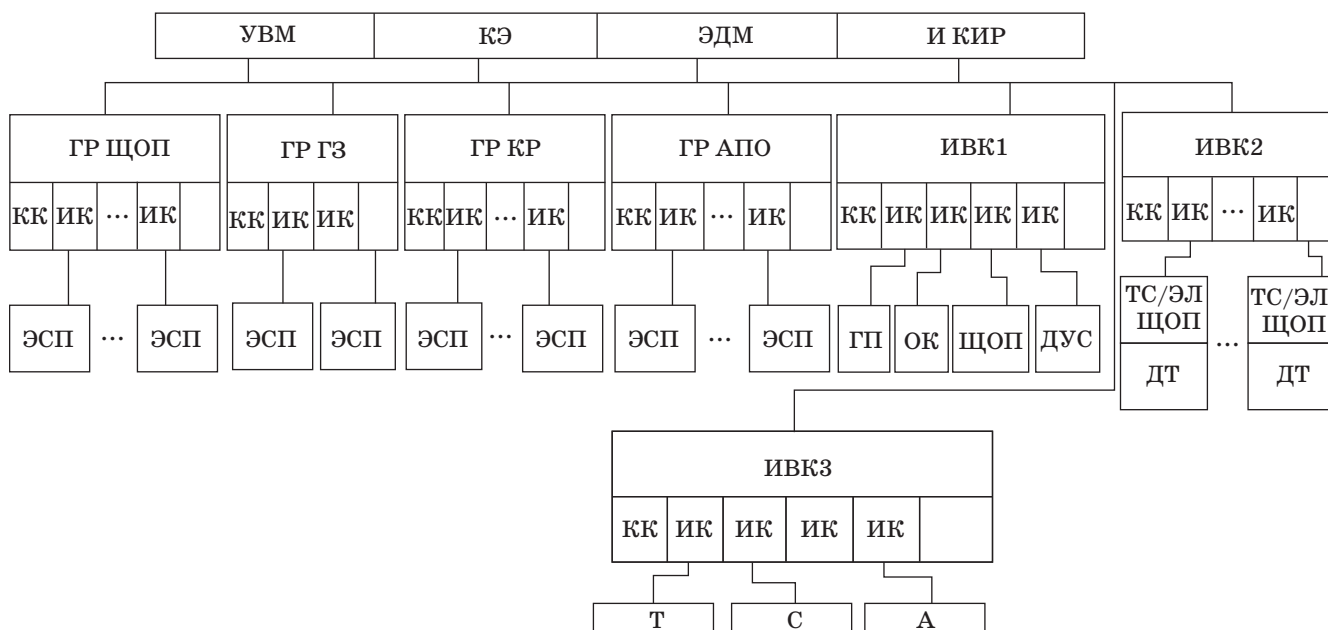 УВМ КЭ ЭДМ И КИР
ГР ЩОП ГР ГЗ ГР КР ГР АПО ИВК1 ИВК2
КК ИК ... ИК КК ИК ИК КК ИК ... ИК КК ИК ... ИК КК ИК ИК ИК ИК КК ИК ... ИК
ЭСП ... ЭСП ЭСП ЭСП ЭСП ... ЭСП ЭСП ... ЭСП ГП ОК ЩОП ДУС
ТС/ЭЛ ТС/ЭЛ
ЩОП ... ЩОП
ДТ ДТ
ИВК3
КК ИК ИК ИК ИК
Т С А